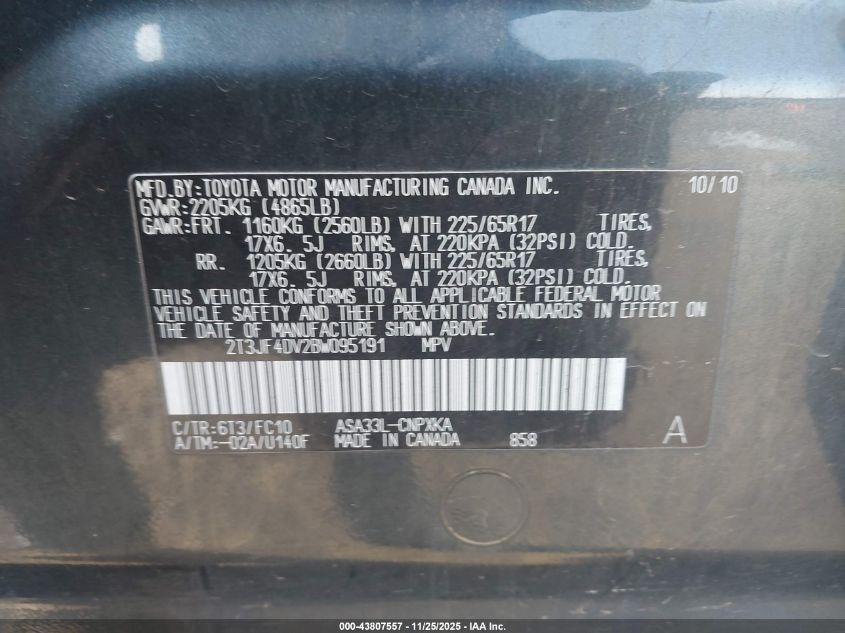 MFD. BY: TOYOTA MOTOR MANUFACTURING CANADA INC. 10/10
GVWR: 2205KG (4865LB)
GAWR: FRT. 1160KG (2560LB) WITH 225/65R17 TIRES,
17X6. 5J RIMS, AT 220KPA (32PSI) COLD.
RR. 1205KG (2660LB) WITH 225/65R17 TIRES,
17X6. 5J RIMS, AT 220KPA (32PSI) COLD.
THIS VEHICLE CONFORMS TO ALL APPLICABLE FEDERAL MOTOR
VEHICLE SAFETY AND THEFT PREVENTION STANDARDS IN EFFECT ON
THE DATE OF MANUFACTURE SHOWN ABOVE.
2T3JF4DV2BW095191 MPV
C/TR: 6T3/FC10 ASA33L-CNPXKA
A/TM: -02A/U140F MADE IN CANADA 858 A
000-43807557 - 11/25/2025 - IAA Inc.